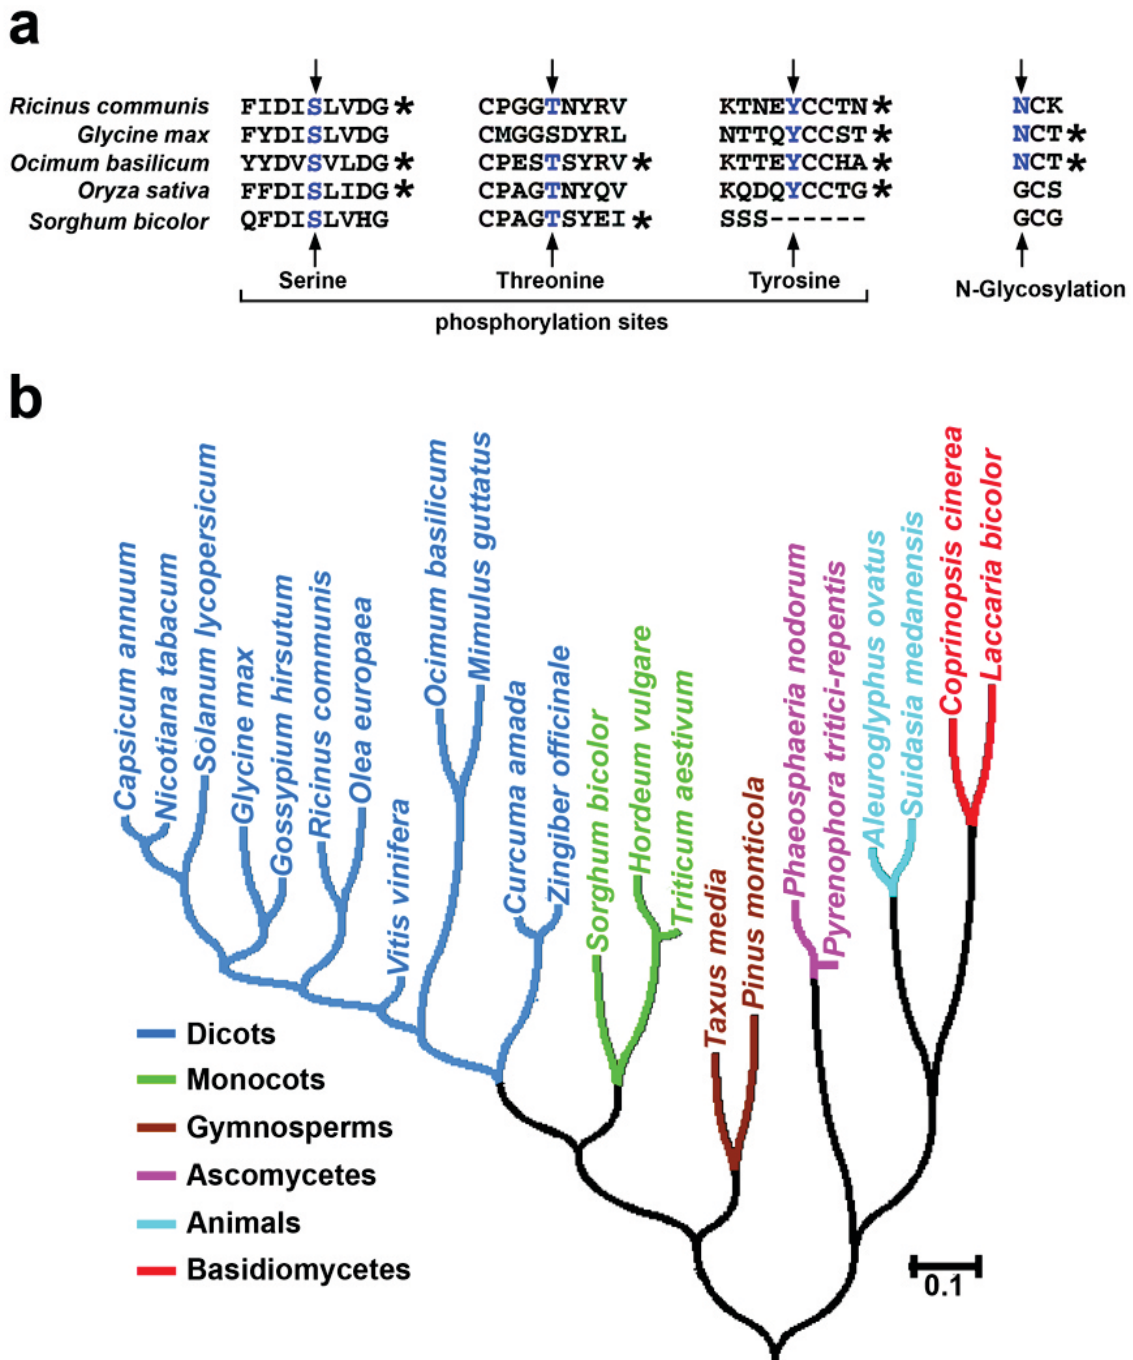 a
Ricinus communis FIDISLVDG* CPGGTNYRV KTNEYCCTN* NCK
Glycine max FYDISLVDG CMGGSDYRL NTTQYCCST* NCT*
Ocimum basilicum YYDVSVLDG* CPESTSYRV* KTTEYCCHA* NCT*
Oryza sativa FFDISLIDG* CPAGTNYQV KQDQYCCTG* GCS
Sorghum bicolor QFDISLVHG CPAGTSYEI* SSS------ GCG
Serine Threonine Tyrosine N-Glycosylation
phosphorylation sites
b
Capsicum annuum
Nicotiana tabacum
Solanum lycopersicum
Glycine max
Gossypium hirsutum
Ricinus communis
Olea europaea
Vitis vinifera
Ocimum basilicum
Mimulus guttatus
Curcuma amada
Zingiber officinale
Sorghum bicolor
Hordeum vulgare
Triticum aestivum
Taxus media
Pinus monticola
Phaeosphaeria nodorum
Pyrenophora tritici-repentis
Aleuroglyphus ovatus
Suidasia medanensis
Coprinopsis cinerea
Laccaria bicolor
Dicots
Monocots
Gymnosperms
Ascomycetes
Animals
Basidiomycetes
0.1